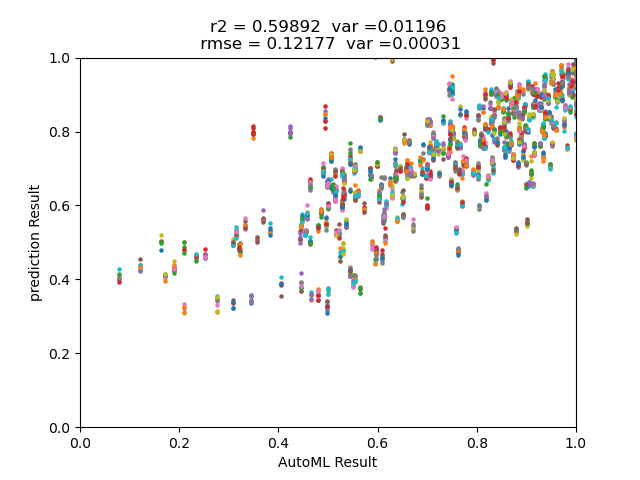 r2 = 0.59892  var =0.01196
rmse = 0.12177  var =0.00031
1.0
0.8
0.6
0.4
0.2
0.0
prediction Result
0.0 0.2 0.4 0.6 0.8 1.0
AutoML Result